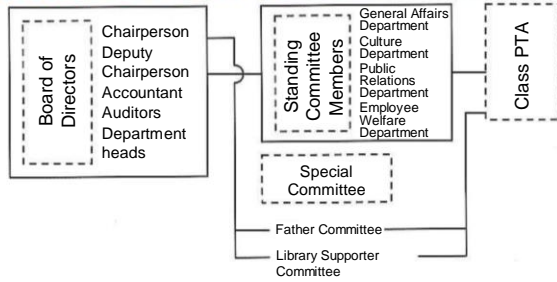 Board of
Directors
Chairperson
Deputy
Chairperson
Accountant
Auditors
Department
heads
Standing
Committee
Members
General Affairs
Department
Culture
Department
Public
Relations
Department
Employee
Welfare
Department
Class PTA
Special
Committee
Father Committee
Library Supporter
Committee